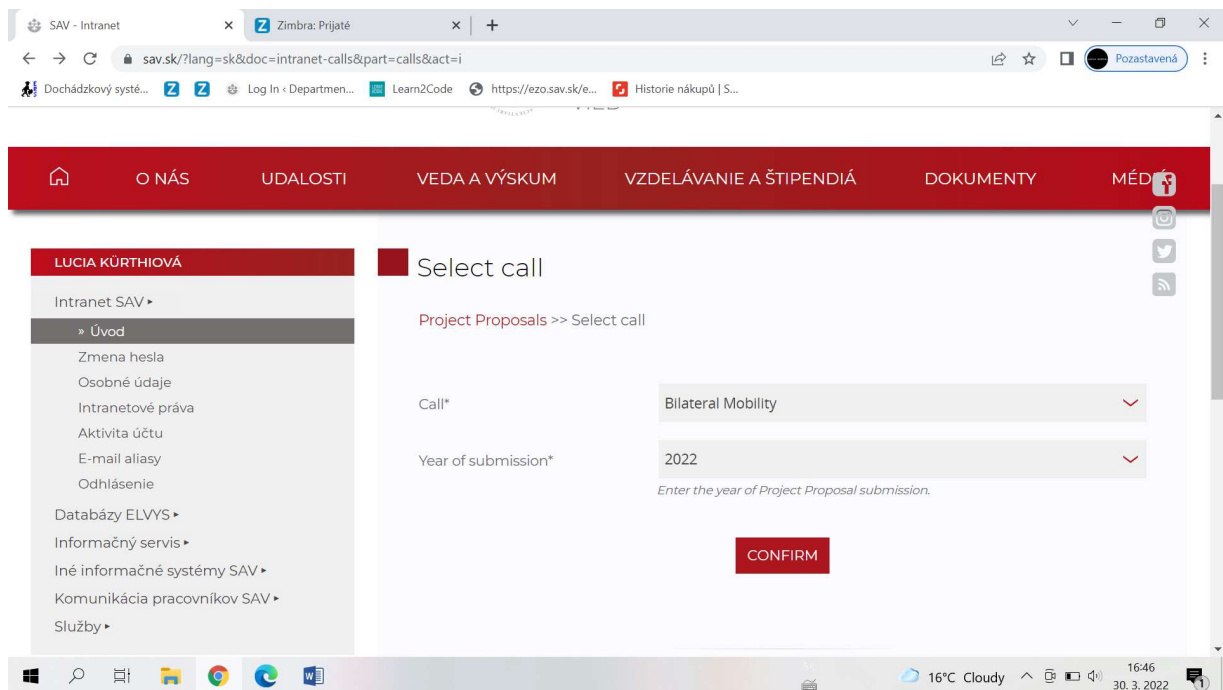 SAV - Intranet
Zimbra: Prijaté
sav.sk/?lang=sk&doc=intranet-calls&part=calls&act=i
Pozastavená
Dochádzkový systé...
Log In ‹ Departmen...
Learn2Code
https://ezo.sav.sk/e...
Historie nákupů | S...
O NÁS
UDALOSTI
VEDA A VÝSKUM
VZDELÁVANIE A ŠTIPENDIÁ
DOKUMENTY
LUCIA KÜRTHIOVÁ
Intranet SAV ▸
» Úvod
Zmena hesla
Osobné údaje
Intranetové práva
Aktivita účtu
E-mail aliasy
Odhlásenie
Databázy ELVYS ▸
Informačný servis ▸
Iné informačné systémy SAV ▸
Komunikácia pracovníkov SAV ▸
Služby ▸
Select call
Project Proposals >> Select call
Call*
Bilateral Mobility
Year of submission*
2022
Enter the year of Project Proposal submission.
CONFIRM
16°C Cloudy
16:46
30. 3. 2022